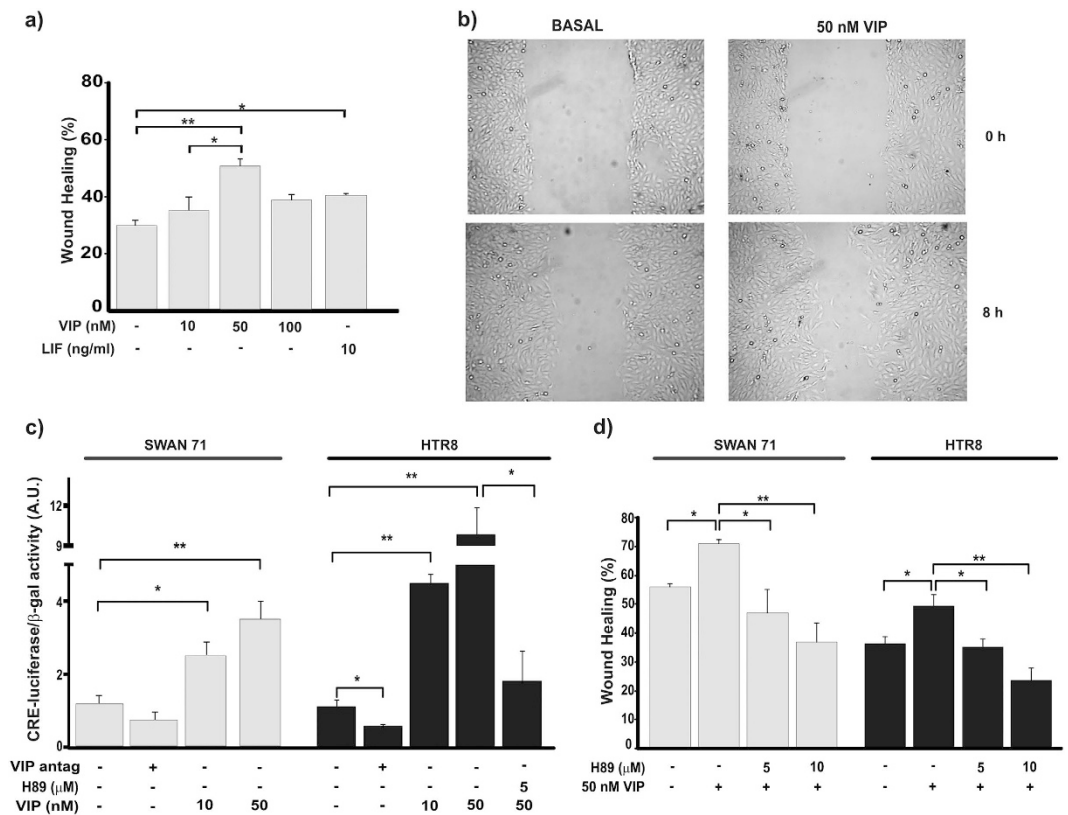 a)
80
60
40
20
0
Wound Healing (%)
*
**
*
VIP (nM) - 10 50 100 -
LIF (ng/ml) - - - - 10
b)
BASAL 50 nM VIP
0 h
8 h
c)
SWAN 71 HTR8
CRE-luciferase/β-gal activity (A.U.)
12
9
4
2
0
**
*
** *
**
*
VIP antag - + - - - + - - -
H89 (μM) - - - - - - - - 5
VIP (nM) - - 10 50 - - 10 50 50
d)
SWAN 71 HTR8
Wound Healing (%)
80
70
60
50
40
30
20
10
0
**
* *
**
* *
H89 (μM) - - 5 10 - - 5 10
50 nM VIP - + + + - + + +